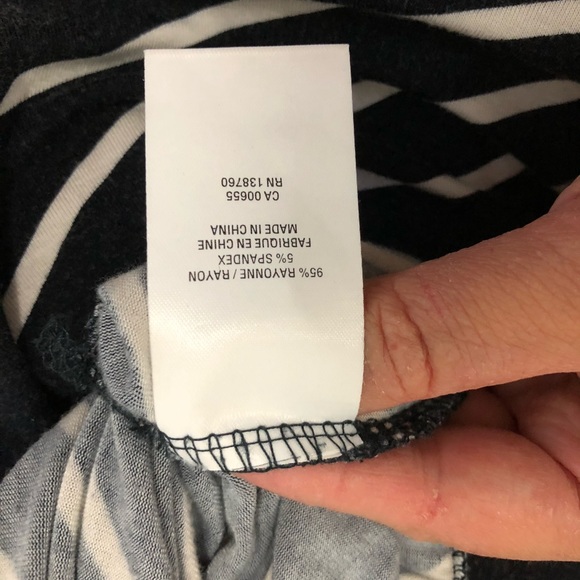 95% RAYONNE / RAYON
5% SPANDEX
FABRIQUE EN CHINE
MADE IN CHINA
CA 00655
RN 138760